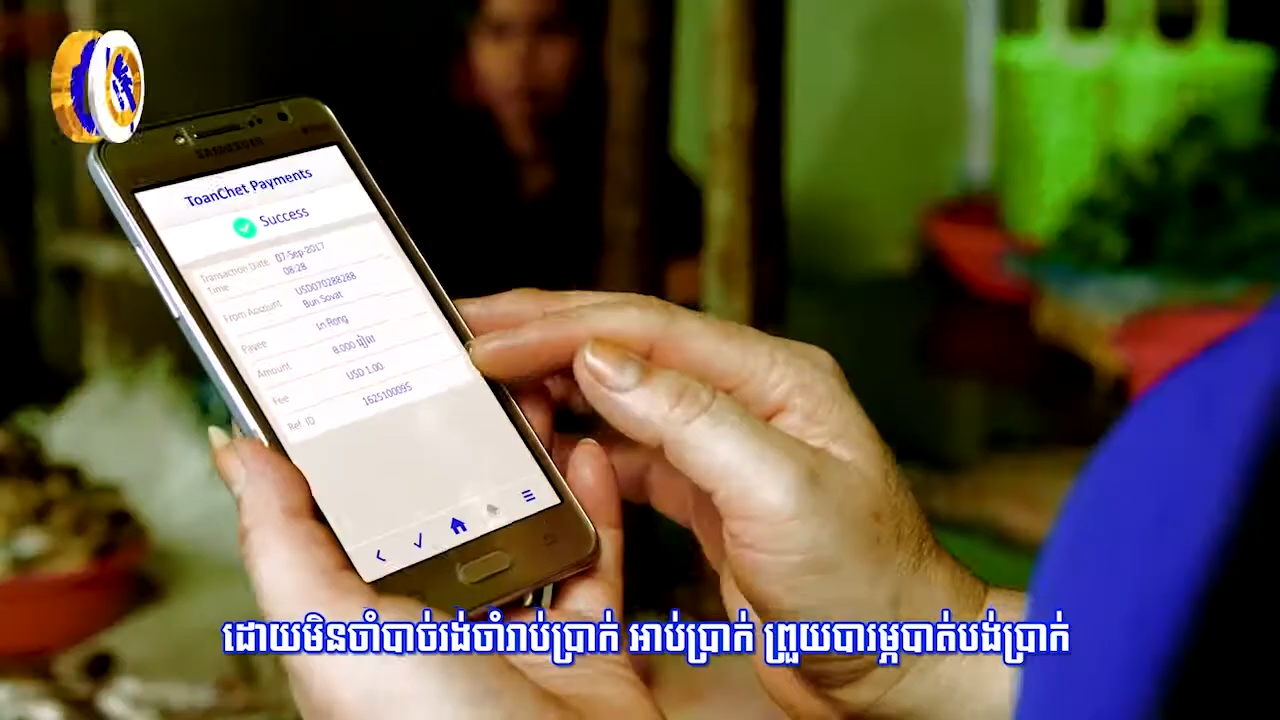 SAMSUNG
ToanChet Payments
Success
Transaction Date 07-Sep-2017
Time 08:28
From Account USD070288288
Bun Sovat
Payee In Rong
Amount 8.000 រៀល
Fee USD 1.00
Ref. ID 1625100095
ដោយមិនចាំបាច់រង់ចាំរាប់ប្រាក់ អាប់ប្រាក់ ព្រួយបារម្ភបាត់បង់ប្រាក់